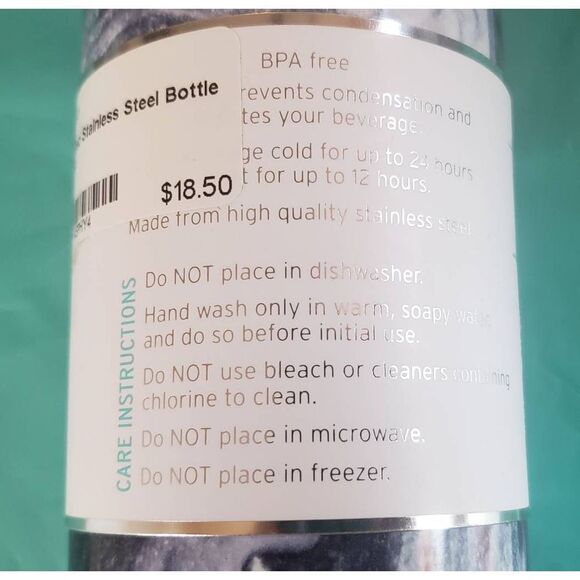 Stainless Steel Bottle
$18.50
BPA free
revents condensation and
tes your beverage.
ge cold for up to 24 hours
t for up to 12 hours.
Made from high quality stainless steel
CARE INSTRUCTIONS
Do NOT place in dishwasher.
Hand wash only in warm, soapy water
and do so before initial use.
Do NOT use bleach or cleaners containing
chlorine to clean.
Do NOT place in microwave.
Do NOT place in freezer.